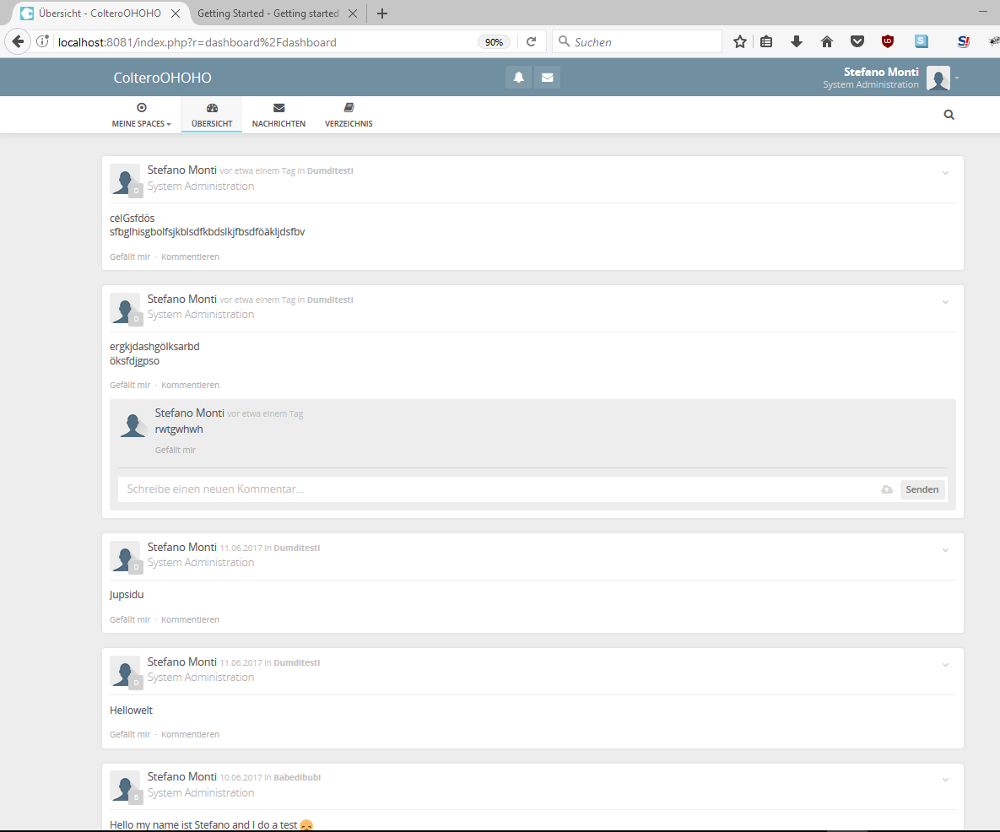 Übersicht - ColteroOHOHO
Getting Started - Getting started
localhost:8081/index.php?r=dashboard%2Fdashboard
90%
Suchen
ColteroOHOHO
Stefano Monti
System Administration
MEINE SPACES
ÜBERSICHT
NACHRICHTEN
VERZEICHNIS
Stefano Monti vor etwa einem Tag in Dumditesti
D
System Administration
celGsfdös
sfbglhisgbolfsjkblsdfkbdslkjfbsdföäkljdsfbv
Gefällt mir · Kommentieren
Stefano Monti vor etwa einem Tag in Dumditesti
D
System Administration
ergkjdashgölksarbd
öksfdjgpso
Gefällt mir · Kommentieren
Stefano Monti vor etwa einem Tag
rwtgwhwh
Gefällt mir
Schreibe einen neuen Kommentar...
Senden
Stefano Monti 11.06.2017 in Dumditesti
D
System Administration
Jupsidu
Gefällt mir · Kommentieren
Stefano Monti 11.06.2017 in Dumditesti
D
System Administration
Hellowelt
Gefällt mir · Kommentieren
Stefano Monti 10.06.2017 in Babedibubi
B
System Administration
Hello my name ist Stefano and I do a test